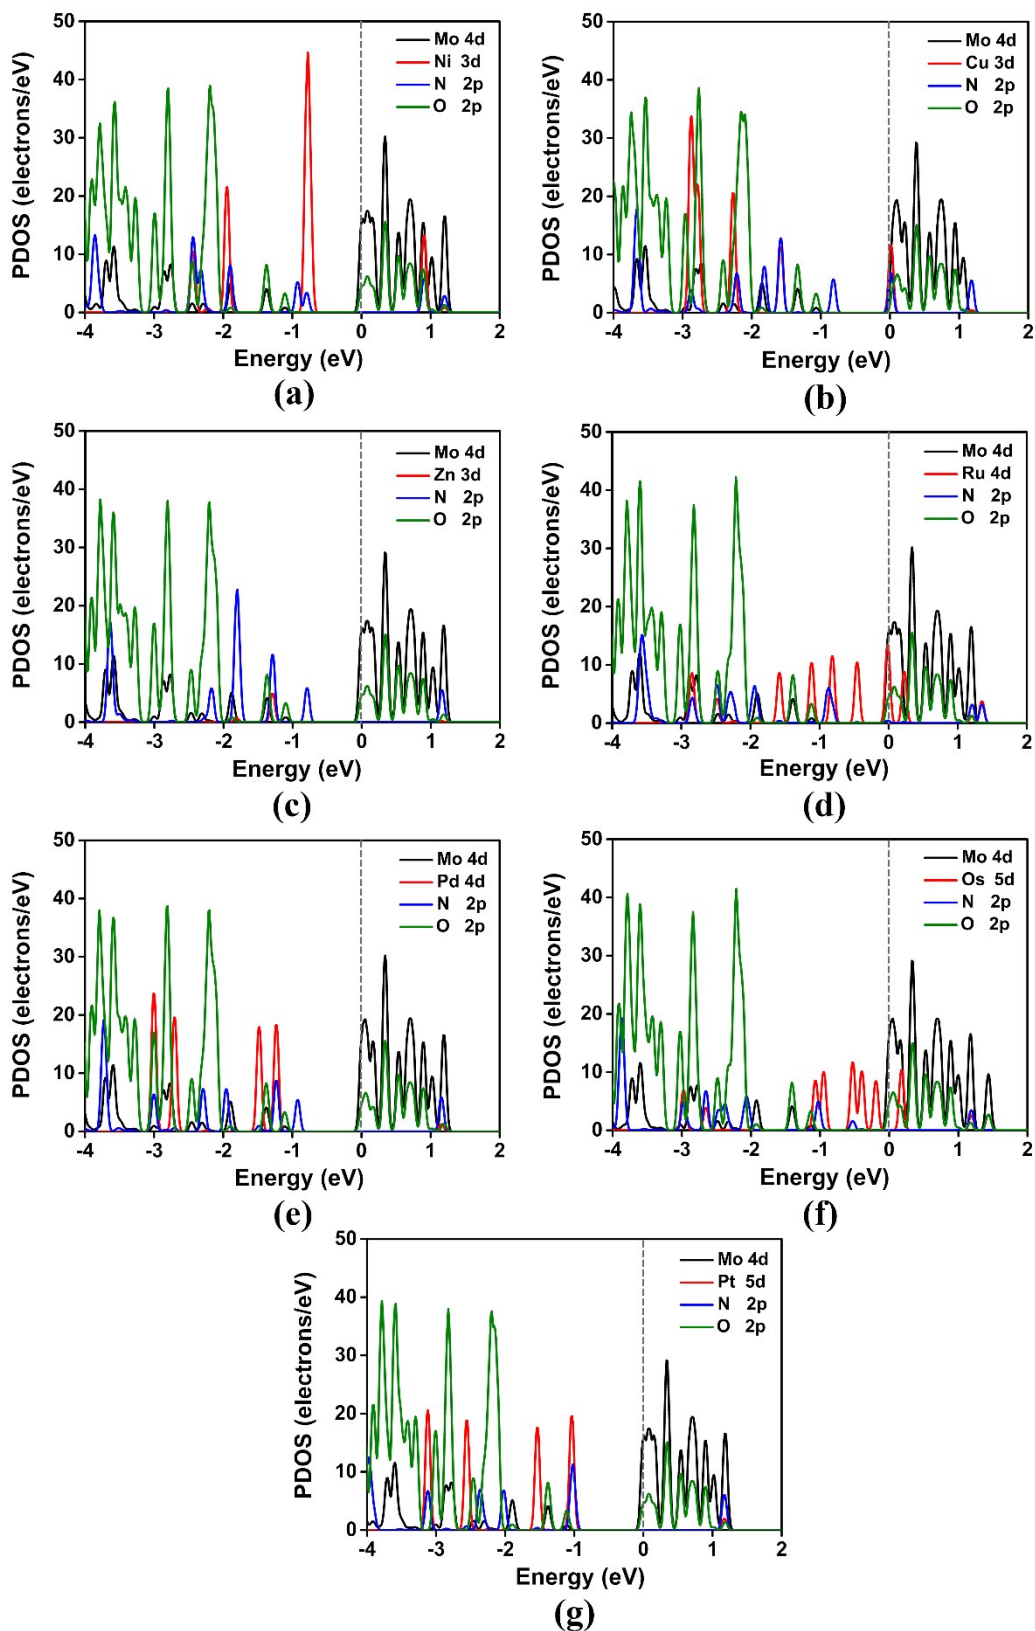 PDOS (electrons/eV)
50
40
30
20
10
0
Mo 4d
Ni 3d
N 2p
O 2p
-4 -3 -2 -1 0 1 2
Energy (eV)
(a)
PDOS (electrons/eV)
50
40
30
20
10
0
Mo 4d
Cu 3d
N 2p
O 2p
-4 -3 -2 -1 0 1 2
Energy (eV)
(b)
PDOS (electrons/eV)
50
40
30
20
10
0
Mo 4d
Zn 3d
N 2p
O 2p
-4 -3 -2 -1 0 1 2
Energy (eV)
(c)
PDOS (electrons/eV)
50
40
30
20
10
0
Mo 4d
Ru 4d
N 2p
O 2p
-4 -3 -2 -1 0 1 2
Energy (eV)
(d)
PDOS (electrons/eV)
50
40
30
20
10
0
Mo 4d
Pd 4d
N 2p
O 2p
-4 -3 -2 -1 0 1 2
Energy (eV)
(e)
PDOS (electrons/eV)
50
40
30
20
10
0
Mo 4d
Os 5d
N 2p
O 2p
-4 -3 -2 -1 0 1 2
Energy (eV)
(f)
PDOS (electrons/eV)
50
40
30
20
10
0
Mo 4d
Pt 5d
N 2p
O 2p
-4 -3 -2 -1 0 1 2
Energy (eV)
(g)